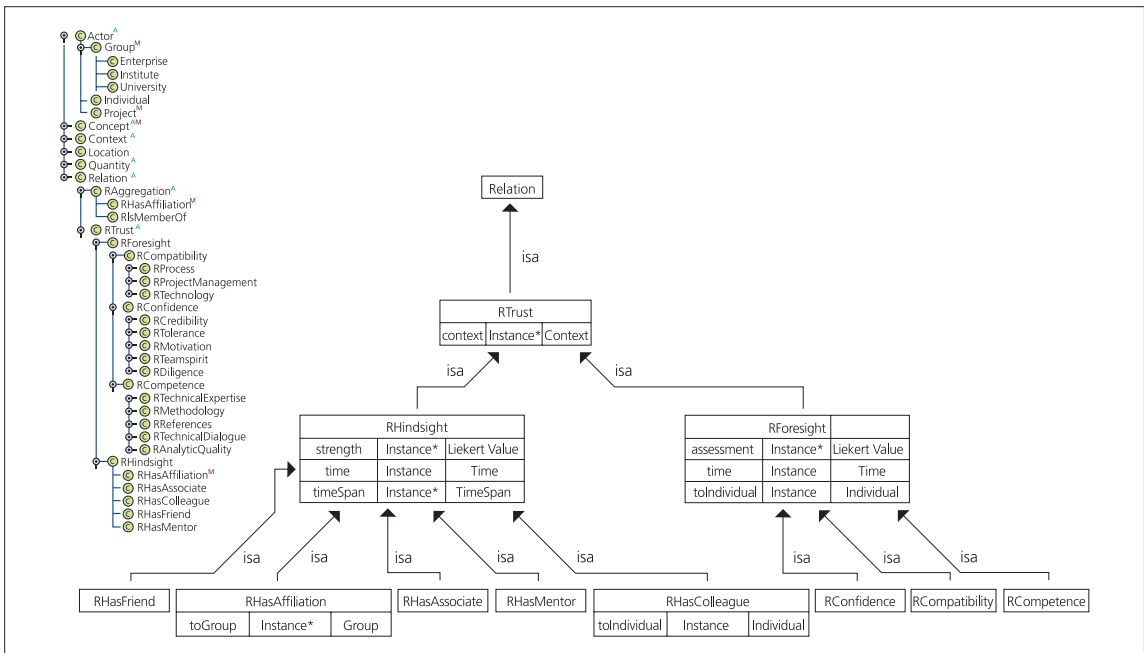 Actor A
Group M
Enterprise
Institute
University
Individual
Project M
Concept AM
Context A
Location
Quantity A
Relation A
RAggregation A
RHasAffiliation M
RIsMemberOf
RTrust A
RForesight
RCompatibility
RProcess
RProjectManagement
RTechnology
RConfidence
RCredibility
RTolerance
RMotivation
RTeamspirit
RDiligence
RCompetence
RTechnicalExpertise
RMethodology
RReferences
RTechnicalDialogue
RAnalyticQuality
RHindsight
RHasAffiliation M
RHasAssociate
RHasColleague
RHasFriend
RHasMentor
Relation
isa
RTrust
context Instance* Context
isa isa
RHindsight
strength Instance* Liekert Value
time Instance Time
timeSpan Instance* TimeSpan
RForesight
assessment Instance* Liekert Value
time Instance Time
toIndividual Instance Individual
isa isa isa isa isa isa isa isa
RHasFriend
RHasAffiliation
toGroup Instance* Group
RHasAssociate
RHasMentor
RHasColleague
toIndividual Instance Individual
RConfidence
RCompatibility
RCompetence